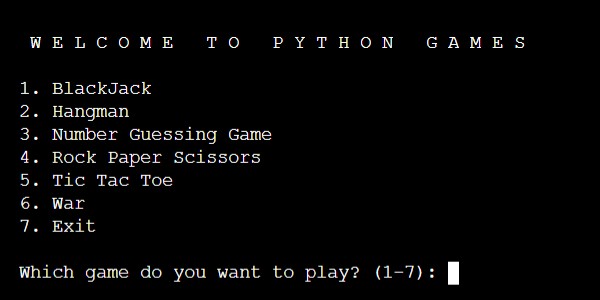 W E L C O M E   T O   P Y T H O N   G A M E S
1. BlackJack
2. Hangman
3. Number Guessing Game
4. Rock Paper Scissors
5. Tic Tac Toe
6. War
7. Exit
Which game do you want to play? (1-7):